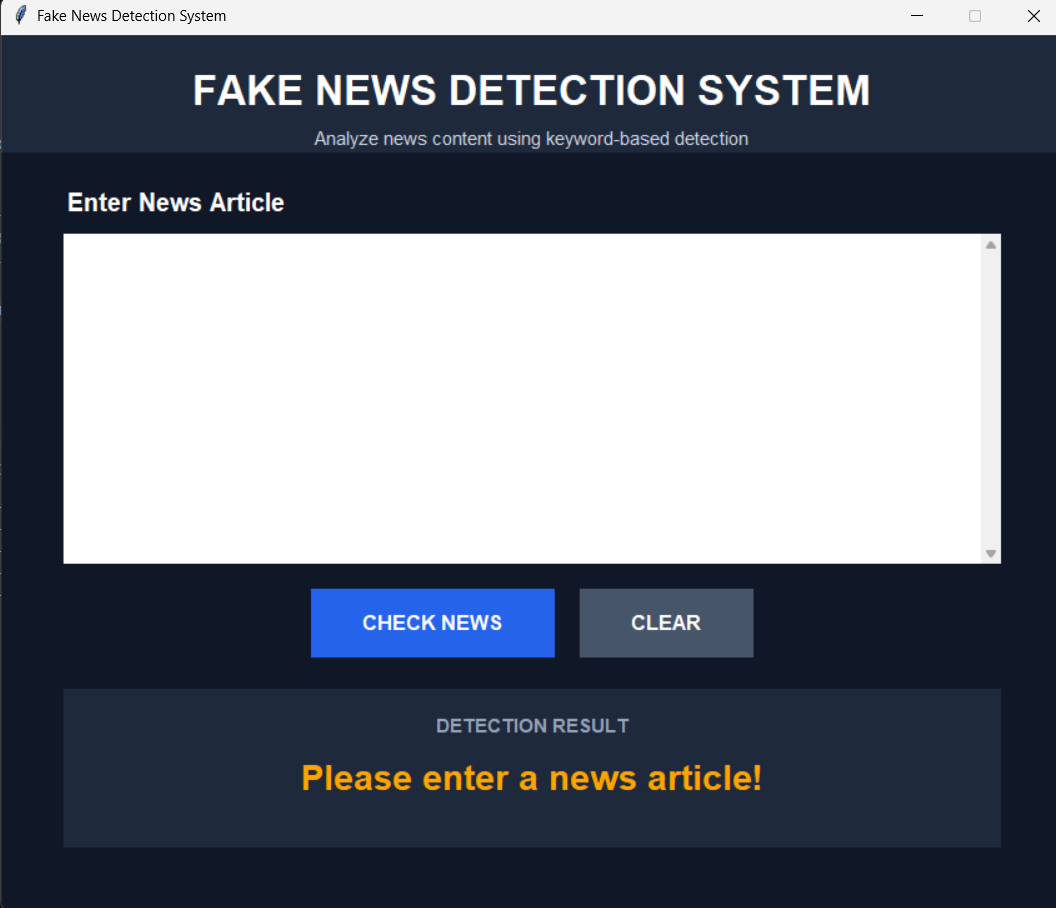 Fake News Detection System
FAKE NEWS DETECTION SYSTEM
Analyze news content using keyword-based detection
Enter News Article
CHECK NEWS
CLEAR
DETECTION RESULT
Please enter a news article!